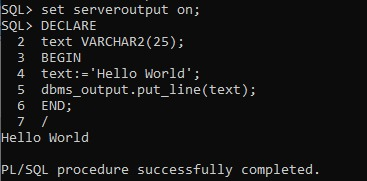 SQL> set serveroutput on;
SQL> DECLARE
  2  text VARCHAR2(25);
  3  BEGIN
  4  text:='Hello World';
  5  dbms_output.put_line(text);
  6  END;
  7  /
Hello World

PL/SQL procedure successfully completed.